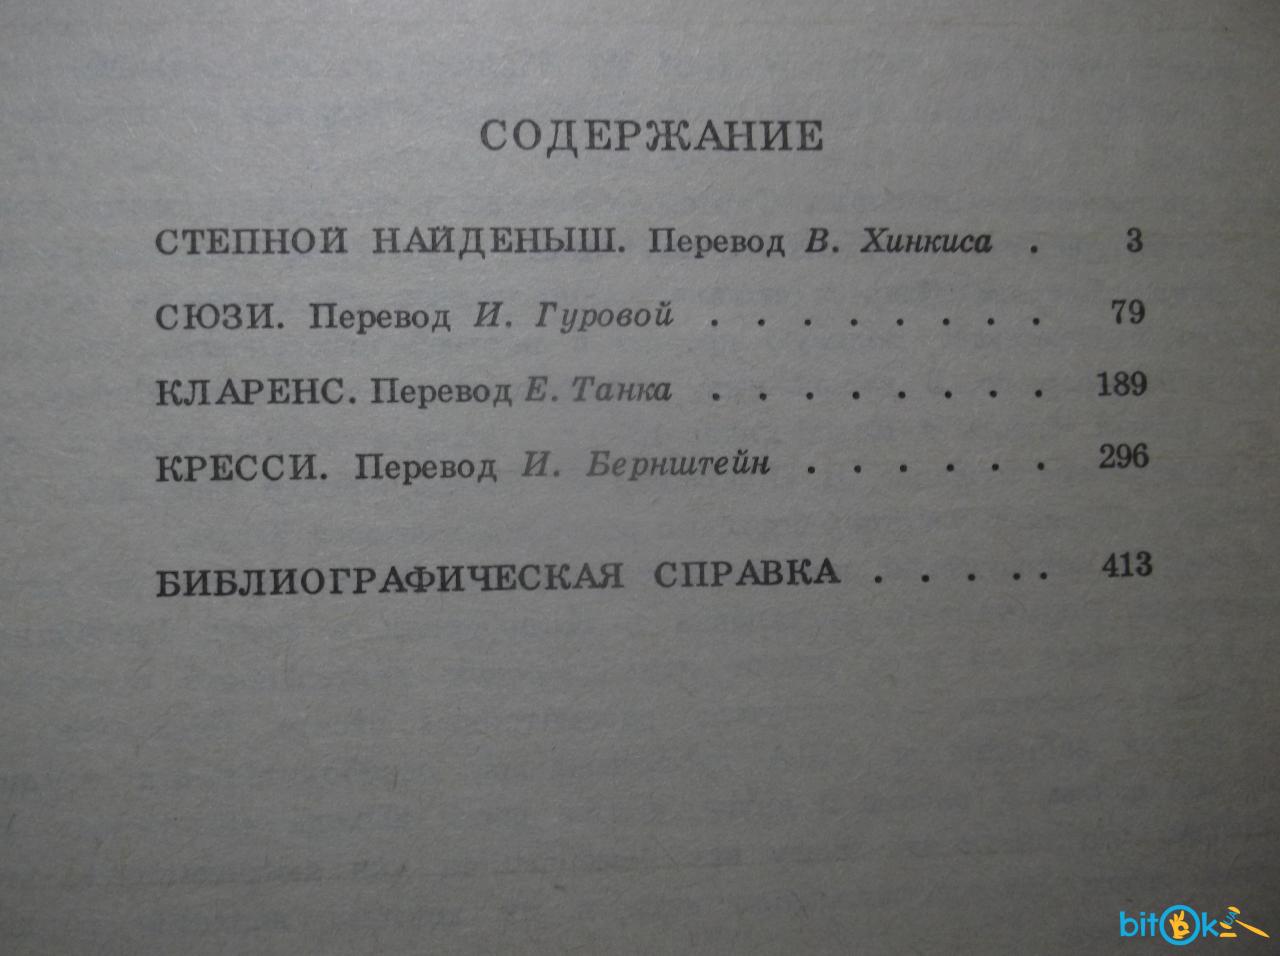 СОДЕРЖАНИЕ
СТЕПНОЙ НАЙДЕНЫШ. Перевод В. Хинкиса . 3
СЮЗИ. Перевод И. Гуровой . . . . . . . . 79
КЛАРЕНС. Перевод Е. Танка . . . . . . . . 189
КРЕССИ. Перевод И. Бернштейн . . . . . . 296
БИБЛИОГРАФИЧЕСКАЯ СПРАВКА . . . . . 413
bitOk UA